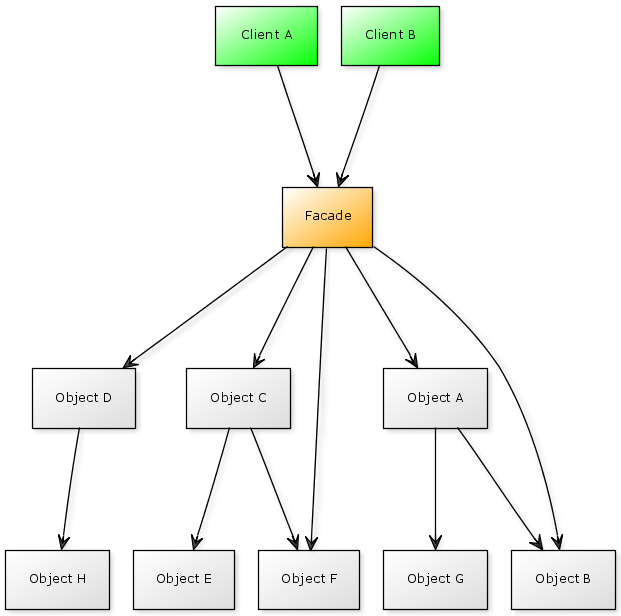 Client A
Client B
Facade
Object D
Object C
Object A
Object H
Object E
Object F
Object G
Object B